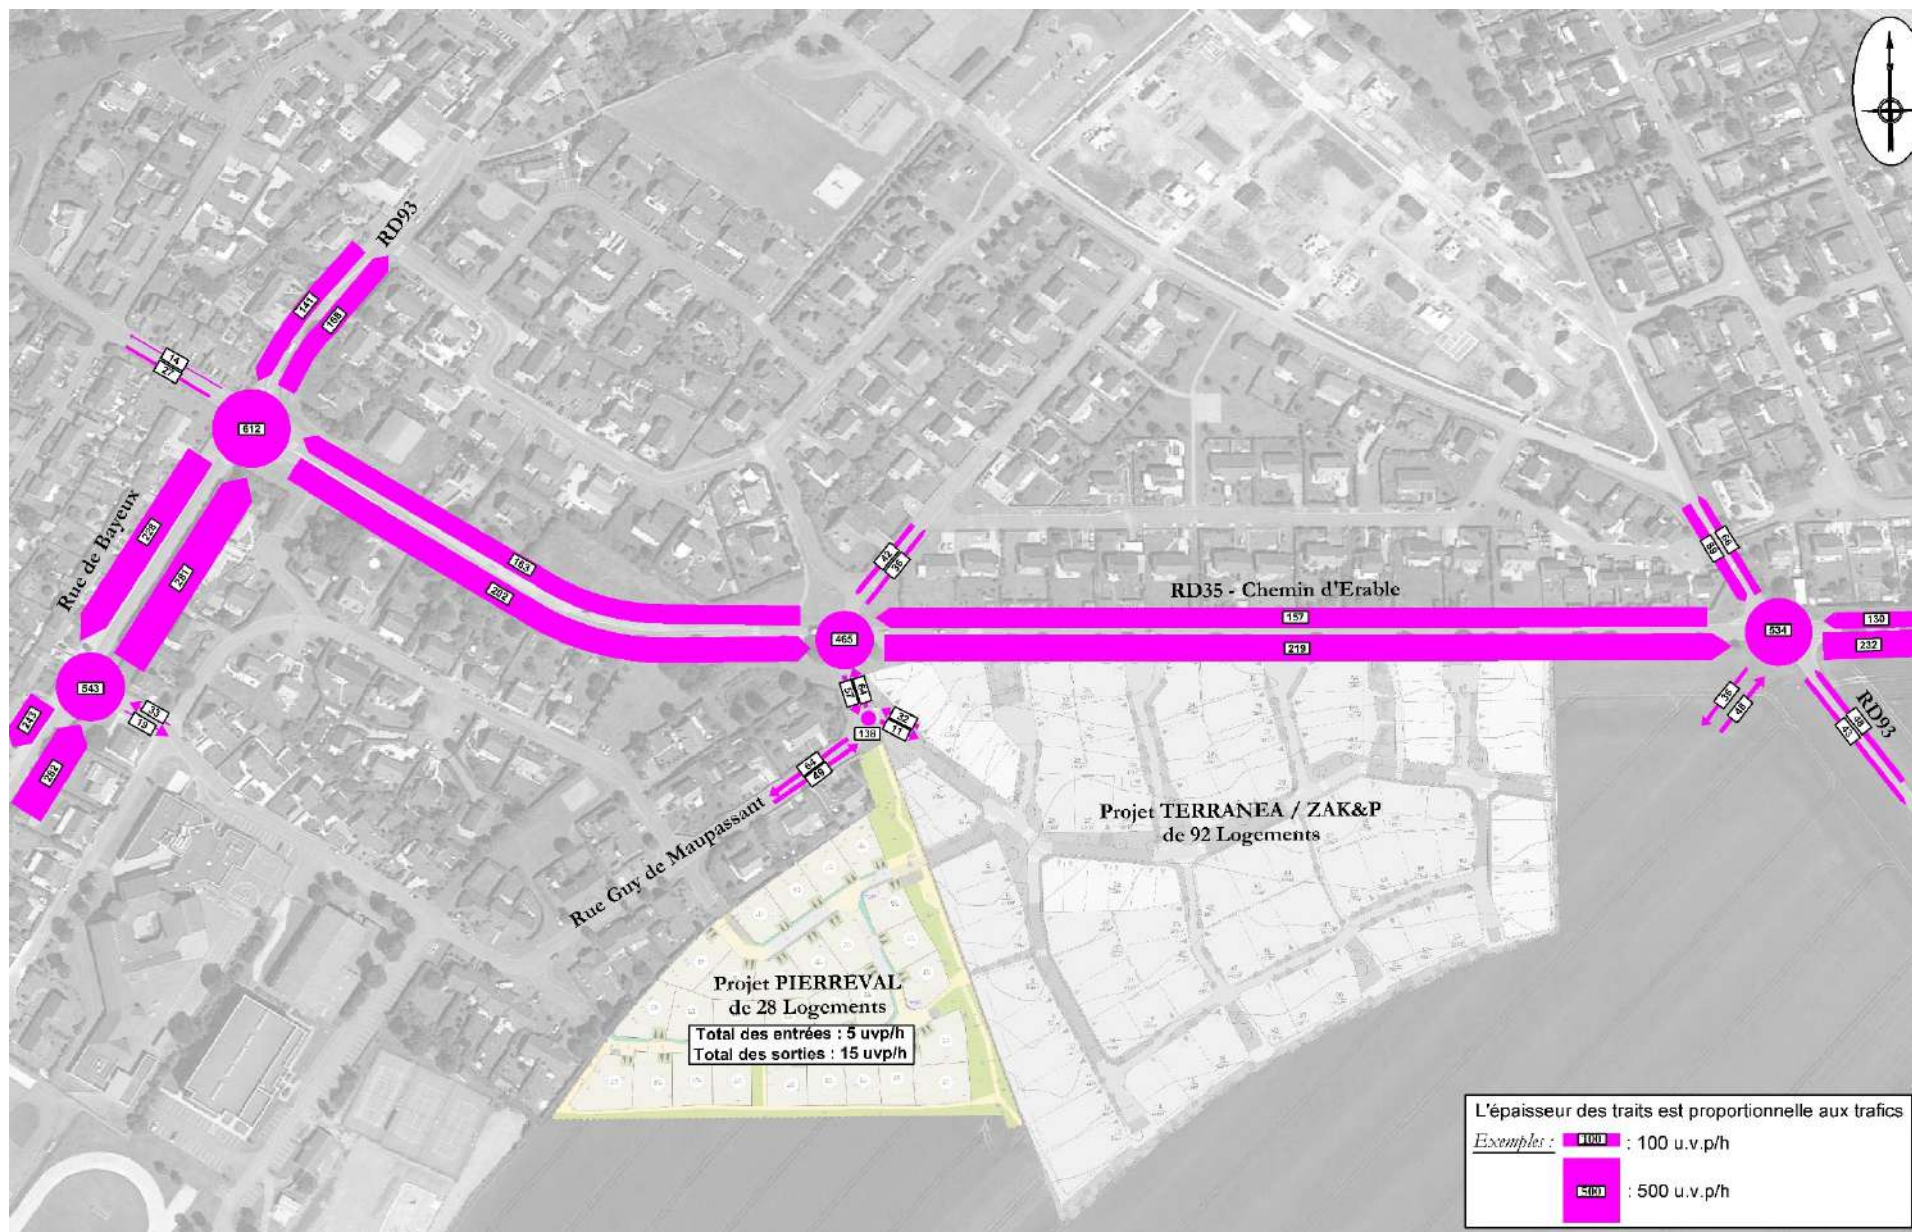 RD93
141
168
14
27
612
163
202
Rue de Bayeux
228
281
543
243
262
33
19
42
36
465
RD35 - Chemin d'Erable
157
219
66
89
534
130
232
36
48
RD93
48
43
57
64
32
11
138
64
49
Rue Guy de Maupassant
Projet TERRANEA / ZAK&P
de 92 Logements
Projet PIERREVAL
de 28 Logements
Total des entrées : 5 uvp/h
Total des sorties : 15 uvp/h
L'épaisseur des traits est proportionnelle aux trafics
Exemples :
100
: 100 u.v.p/h
500
: 500 u.v.p/h